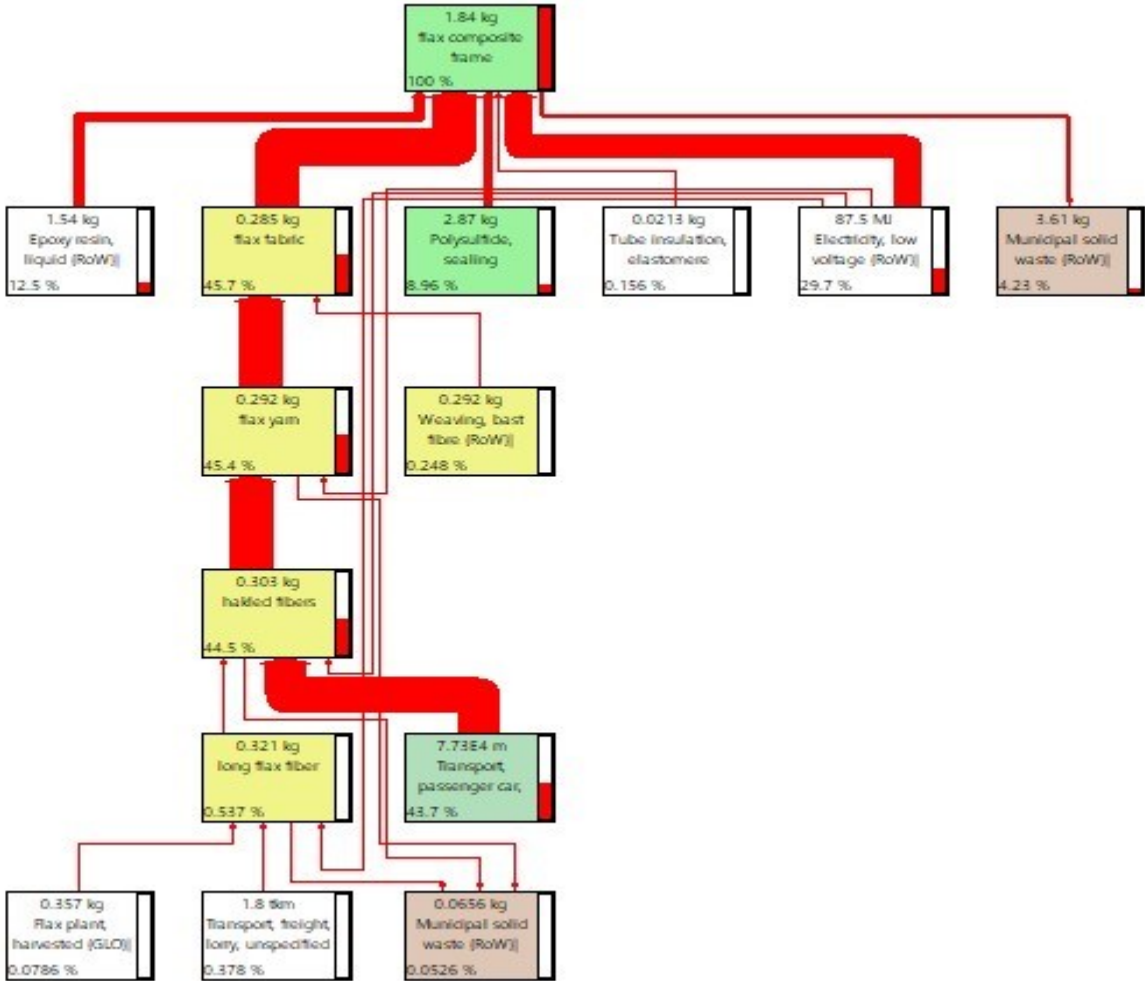 1.84 kg
flax composite
frame
100 %
1.54 kg
Epoxy resin,
liquid {RoW}|
12.5 %
0.285 kg
flax fabric
45.7 %
2.87 kg
Polysulfide,
sealing
8.96 %
0.0213 kg
Tube insulation,
elastomere
0.156 %
87.5 MJ
Electricity, low
voltage {RoW}|
29.7 %
3.61 kg
Municipal solid
waste {RoW}|
4.23 %
0.292 kg
flax yarn
45.4 %
0.292 kg
Weaving, bast
fibre {RoW}|
0.248 %
0.303 kg
hakled fibers
44.5 %
0.321 kg
long flax fiber
0.537 %
7.73E4 m
Transport,
passenger car,
43.7 %
0.357 kg
Flax plant,
harvested {GLO}|
0.0786 %
1.8 tkm
Transport, freight,
lorry, unspecified
0.378 %
0.0656 kg
Municipal solid
waste {RoW}|
0.0526 %